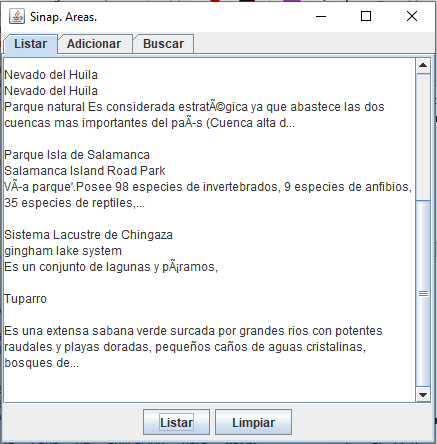 Sinap. Areas.
Listar Adicionar Buscar
Nevado del Huila
Nevado del Huila
Parque natural Es considerada estratÃ©gica ya que abastece las dos
cuencas mas importantes del paÃ-s (Cuenca alta d...
Parque Isla de Salamanca
Salamanca Island Road Park
VÃ-a parque'.Posee 98 especies de invertebrados, 9 especies de anfibios,
35 especies de reptiles,...
Sistema Lacustre de Chingaza
gingham lake system
Es un conjunto de lagunas y pÃ¡ramos,
Tuparro
Es una extensa sabana verde surcada por grandes rios con potentes
raudales y playas doradas, pequeños caños de aguas cristalinas,
bosques de...
Listar Limpiar